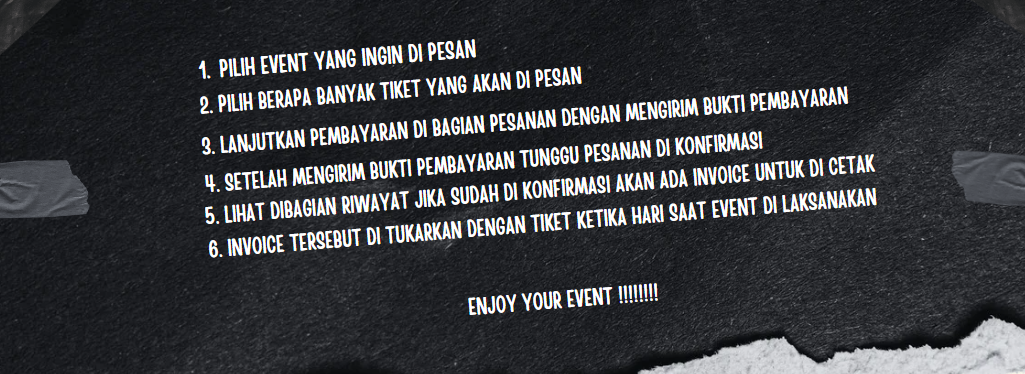 1. PILIH EVENT YANG INGIN DI PESAN
2. PILIH BERAPA BANYAK TIKET YANG AKAN DI PESAN
3. LANJUTKAN PEMBAYARAN DI BAGIAN PESANAN DENGAN MENGIRIM BUKTI PEMBAYARAN
4. SETELAH MENGIRIM BUKTI PEMBAYARAN TUNGGU PESANAN DI KONFIRMASI
5. LIHAT DIBAGIAN RIWAYAT JIKA SUDAH DI KONFIRMASI AKAN ADA INVOICE UNTUK DI CETAK
6. INVOICE TERSEBUT DI TUKARKAN DENGAN TIKET KETIKA HARI SAAT EVENT DI LAKSANAKAN
ENJOY YOUR EVENT !!!!!!!!